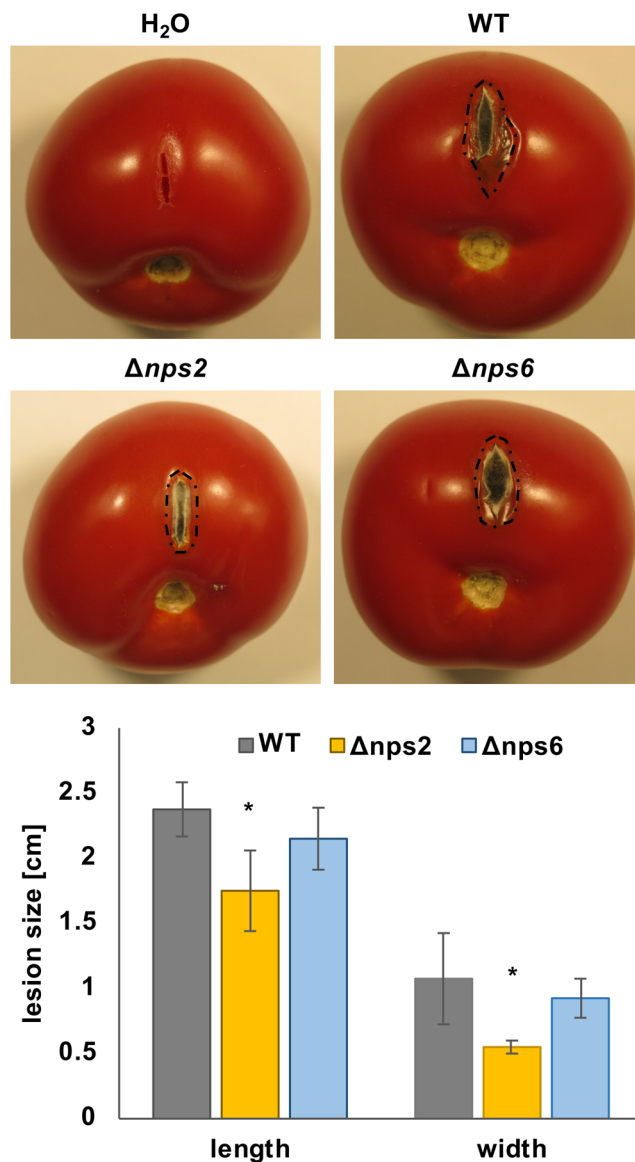 H₂O WT
Δnps2 Δnps6
3
WT Δnps2 Δnps6
2.5
2
1.5
1
0.5
0
lesion size [cm]
*
*
length width